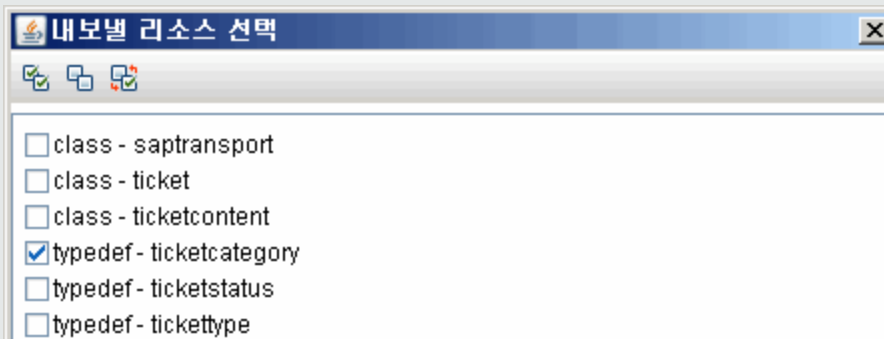 내보낼 리소스 선택
class - saptransport
class - ticket
class - ticketcontent
typedef - ticketcategory
typedef - ticketstatus
typedef - tickettype